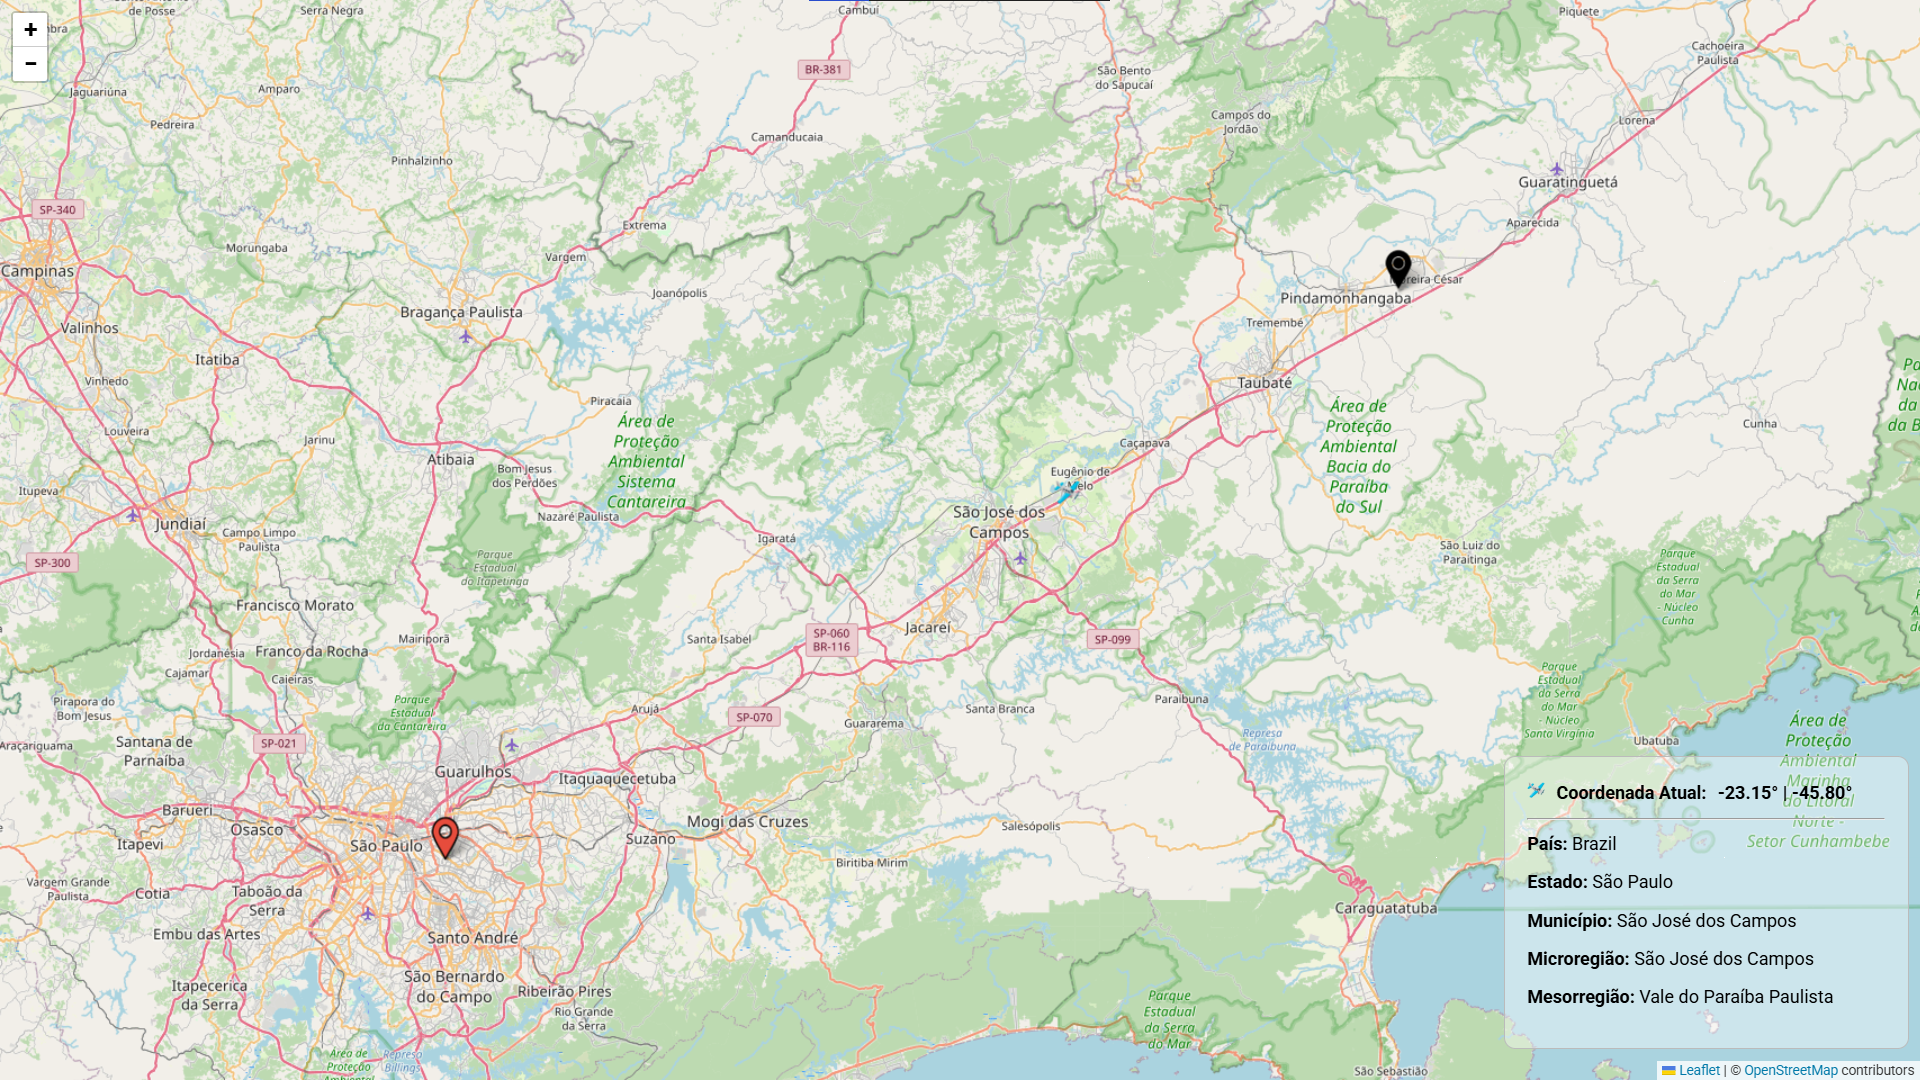 +
−
de Posse
Serra Negra
Cambuí
Piquete
Cachoeira
Paulista
BR-381
São Bento
do Sapucaí
Jaguariúna
Amparo
Campos do
Jordão
Lorena
Pedreira
Camanducaia
Pinhalzinho
Guaratinguetá
SP-340
Extrema
Aparecida
Morungaba
Vargem
Campinas
Joanópolis
Moreira César
Pindamonhangaba
Bragança Paulista
Tremembé
Valinhos
Itatiba
Vinhedo
Taubaté
Piracaia
Área de
Proteção
Ambiental
Sistema
Cantareira
Área de
Proteção
Ambiental
Bacia do
Paraíba
do Sul
Cunha
Louveira
Jarinu
Caçapava
Atibaia
Bom Jesus
dos Perdões
Eugênio de
Melo
Itupeva
Nazaré Paulista
São José dos
Campos
Jundiaí
Campo Limpo
Paulista
Igaratá
São Luiz do
Paraitinga
SP-300
Parque
Estadual
do Itapetinga
Parque
Estadual
da Serra
do Mar
- Núcleo
Cunha
Francisco Morato
Jacareí
Mairiporã
Santa Isabel
SP-060
BR-116
SP-099
Jordanésia
Franco da Rocha
Cajamar
Caieiras
Parque
Estadual
da Serra
do Mar
- Núcleo
Santa Virgínia
Pirapora do
Bom Jesus
Parque
Estadual
da Cantareira
Arujá
SP-070
Guararema
Santa Branca
Paraibuna
Represa
de Paraibuna
Ubatuba
Área de
Proteção
Ambiental
Marinha
do Litoral
Norte -
Setor Cunhambebe
Araçariguama
Santana de
Parnaíba
SP-021
Guarulhos
Itaquaquecetuba
Barueri
Osasco
Itapevi
São Paulo
Suzano
Mogi das Cruzes
Salesópolis
Biritiba Mirim
Vargem Grande
Paulista
Cotia
Taboão da
Serra
Caraguatatuba
Embu das Artes
Santo André
Itapecerica
da Serra
São Bernardo
do Campo
Ribeirão Pires
Rio Grande
da Serra
Parque
Estadual
da Serra
do Mar
Área de
Proteção
Represa
Billings
São Sebastião
Coordenada Atual: -23.15° | -45.80°
País: Brazil
Estado: São Paulo
Município: São José dos Campos
Microregião: São José dos Campos
Mesorregião: Vale do Paraíba Paulista
Leaflet | © OpenStreetMap contributors